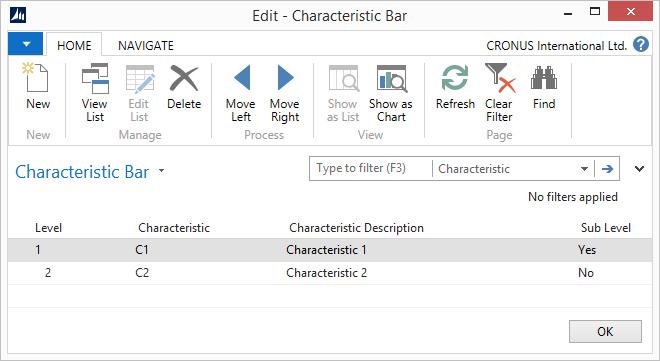 Edit - Characteristic Bar
HOME NAVIGATE CRONUS International Ltd. ?
New View List Edit List Delete Move Left Move Right Show as List Show as Chart Refresh Clear Filter Find
New Manage Process View Page
Characteristic Bar Type to filter (F3) Characteristic
No filters applied
Level Characteristic Characteristic Description Sub Level
1 C1 Characteristic 1 Yes
2 C2 Characteristic 2 No
OK